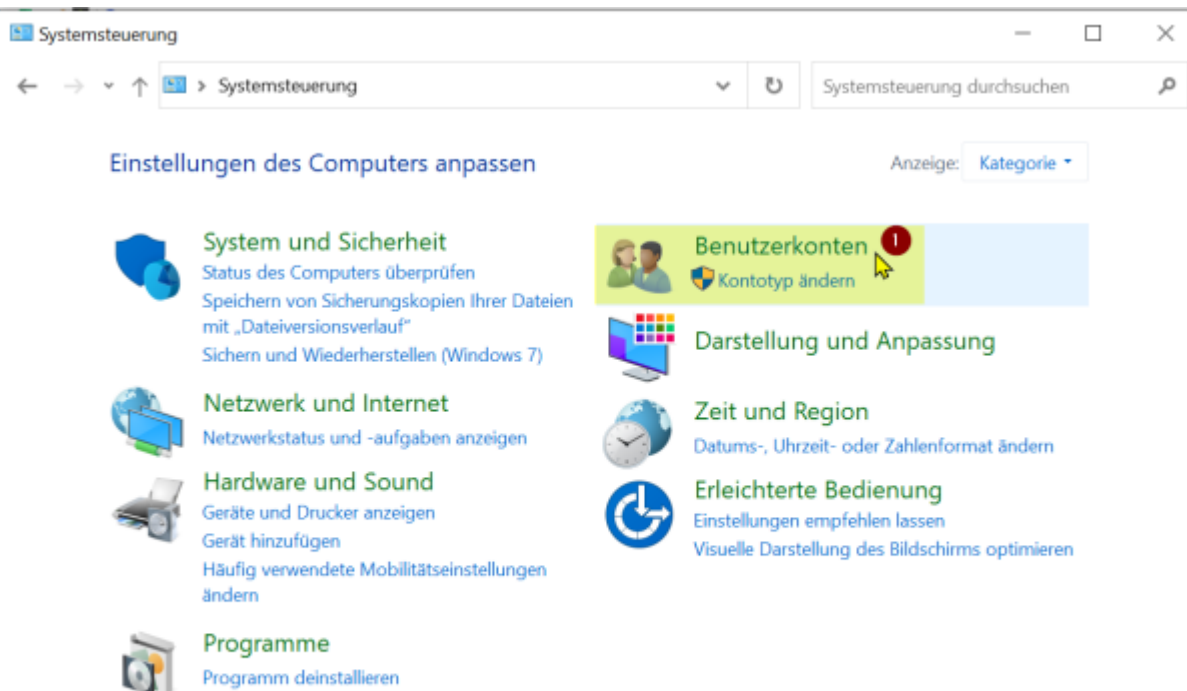 Systemsteuerung
Systemsteuerung
Systemsteuerung durchsuchen
Einstellungen des Computers anpassen
Anzeige: Kategorie
System und Sicherheit
Status des Computers überprüfen
Speichern von Sicherungskopien Ihrer Dateien
mit „Dateiversionsverlauf“
Sichern und Wiederherstellen (Windows 7)
Netzwerk und Internet
Netzwerkstatus und -aufgaben anzeigen
Hardware und Sound
Geräte und Drucker anzeigen
Gerät hinzufügen
Häufig verwendete Mobilitätseinstellungen
ändern
Programme
Programm deinstallieren
Benutzerkonten 1
Kontotyp ändern
Darstellung und Anpassung
Zeit und Region
Datums-, Uhrzeit- oder Zahlenformat ändern
Erleichterte Bedienung
Einstellungen empfehlen lassen
Visuelle Darstellung des Bildschirms optimieren